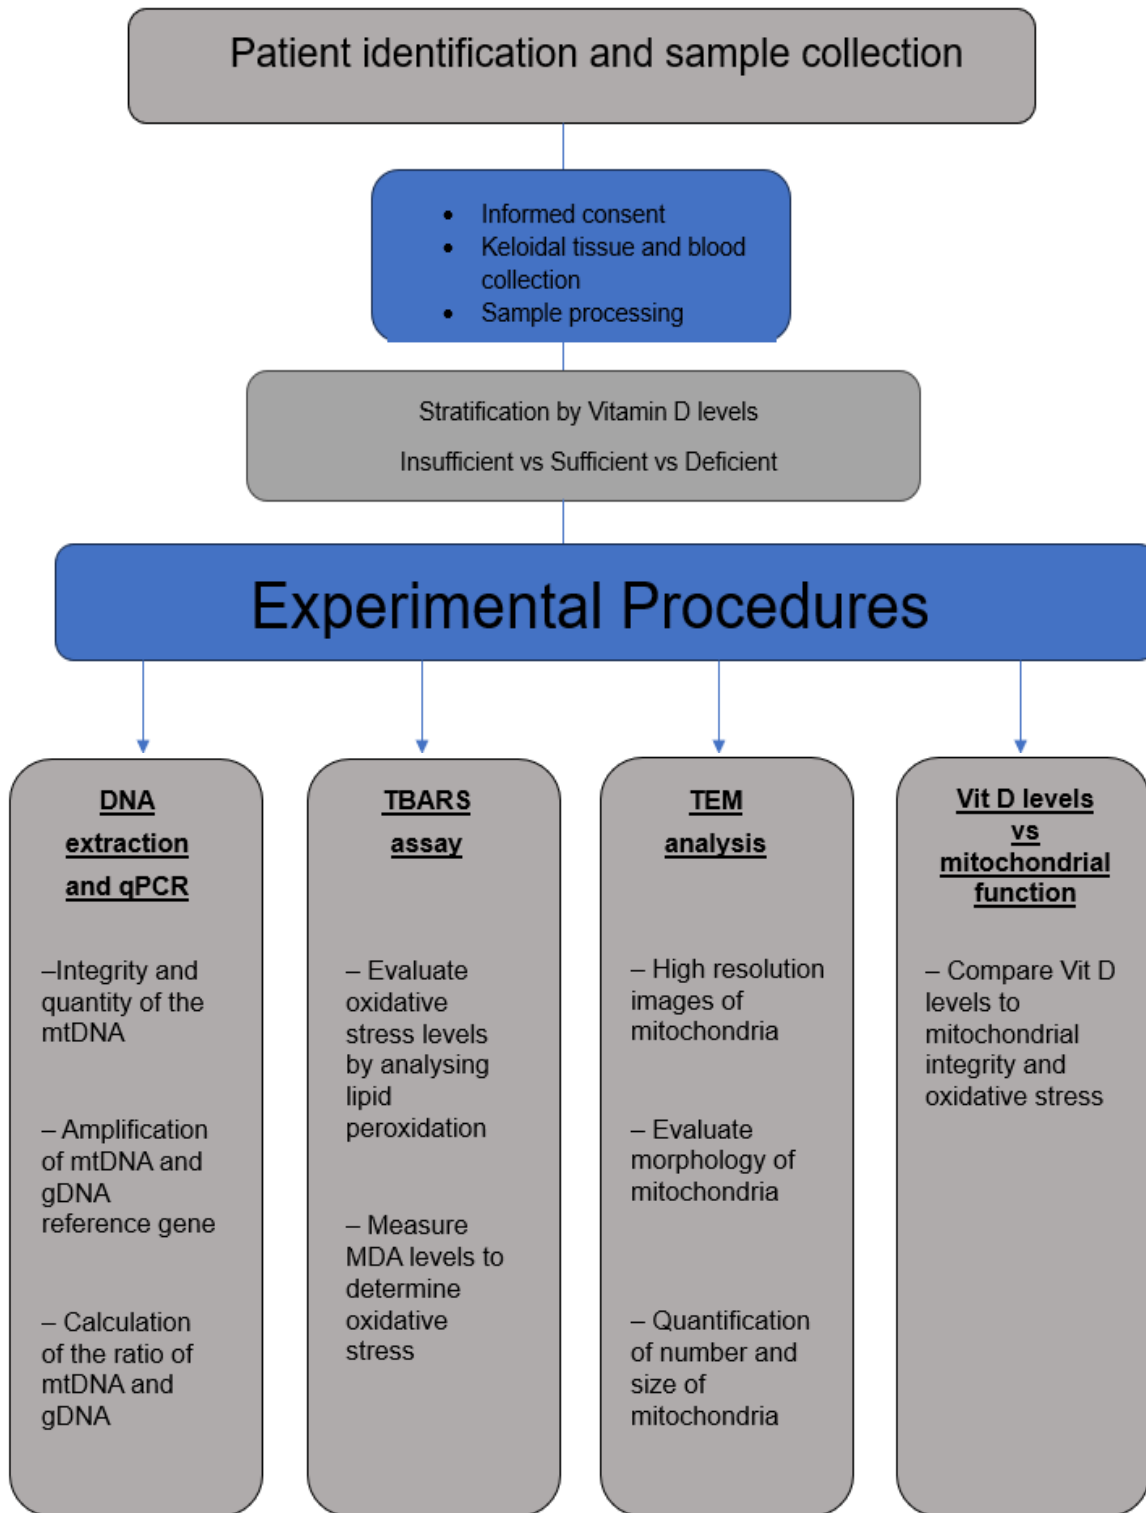 Patient identification and sample collection
• Informed consent
• Keloidal tissue and blood
collection
• Sample processing
Stratification by Vitamin D levels
Insufficient vs Sufficient vs Deficient
Experimental Procedures
DNA
extraction
and qPCR
–Integrity and
quantity of the
mtDNA
– Amplification
of mtDNA and
gDNA
reference gene
– Calculation
of the ratio of
mtDNA and
gDNA
TBARS
assay
– Evaluate
oxidative
stress levels
by analysing
lipid
peroxidation
– Measure
MDA levels to
determine
oxidative
stress
TEM
analysis
– High resolution
images of
mitochondria
– Evaluate
morphology of
mitochondria
– Quantification
of number and
size of
mitochondria
Vit D levels
vs
mitochondrial
function
– Compare Vit D
levels to
mitochondrial
integrity and
oxidative stress